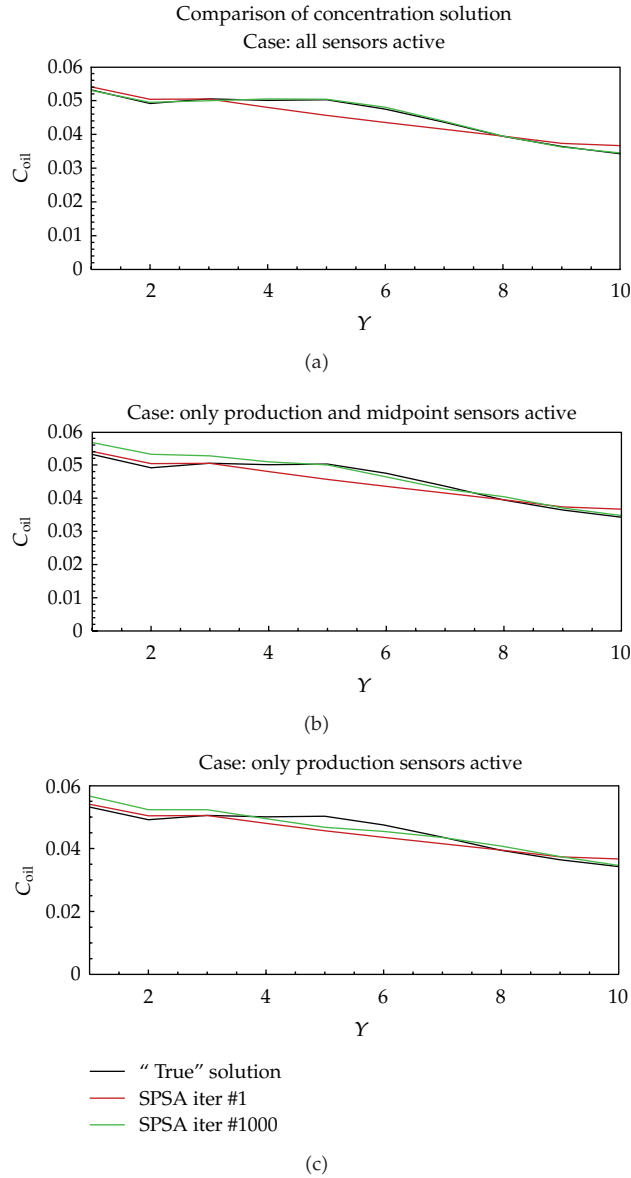 Comparison of concentration solution
Case: all sensors active
0.06
0.05
0.04
0.03
0.02
0.01
0
C oil
2 4 6 8 10
Y
(a)
Case: only production and midpoint sensors active
0.06
0.05
0.04
0.03
0.02
0.01
0
C oil
2 4 6 8 10
Y
(b)
Case: only production sensors active
0.06
0.04
0.02
0
C oil
2 4 6 8 10
Y
“ True” solution
SPSA iter #1
SPSA iter #1000
(c)